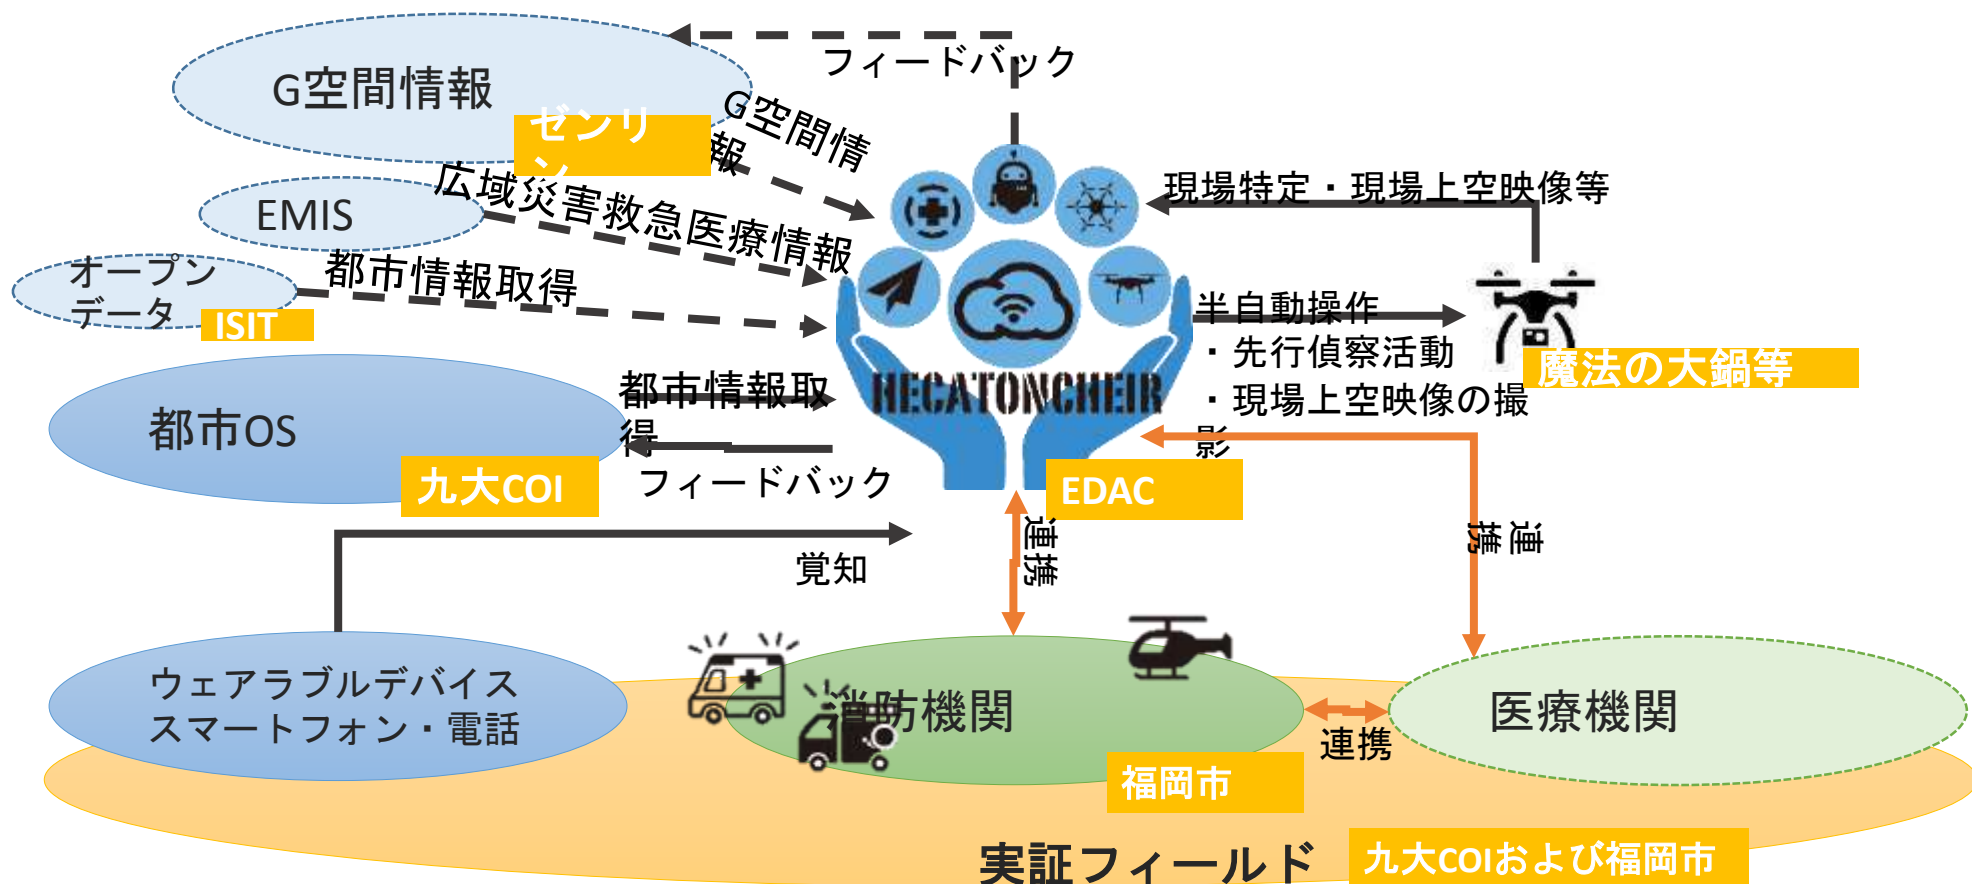 フィードバック
G空間情報
ゼンリ
ン
G空間情
報
広域災害救急医療情報
EMIS
現場特定・現場上空映像等
オープン
データ
ISIT
都市情報取得
半自動操作
・先行偵察活動
・現場上空映像の撮
影
魔法の大鍋等
HECATONCHEIR
都市情報取
得
都市OS
九大COI
フィードバック
EDAC
連携
連携
覚知
ウェアラブルデバイス
スマートフォン・電話
消防機関
医療機関
連携
福岡市
実証フィールド
九大COIおよび福岡市